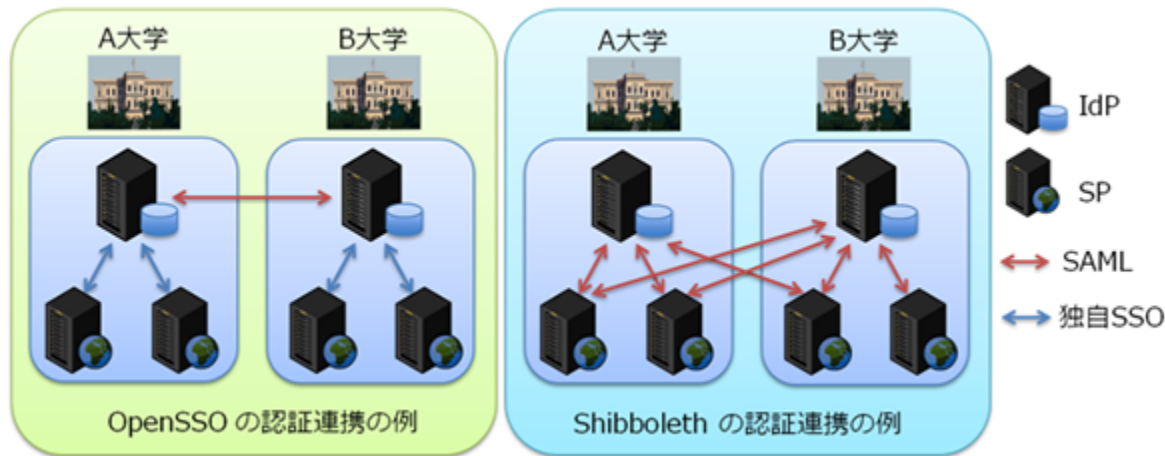 A大学
B大学
OpenSSO の認証連携の例
A大学
B大学
Shibboleth の認証連携の例
IdP
SP
SAML
独自SSO